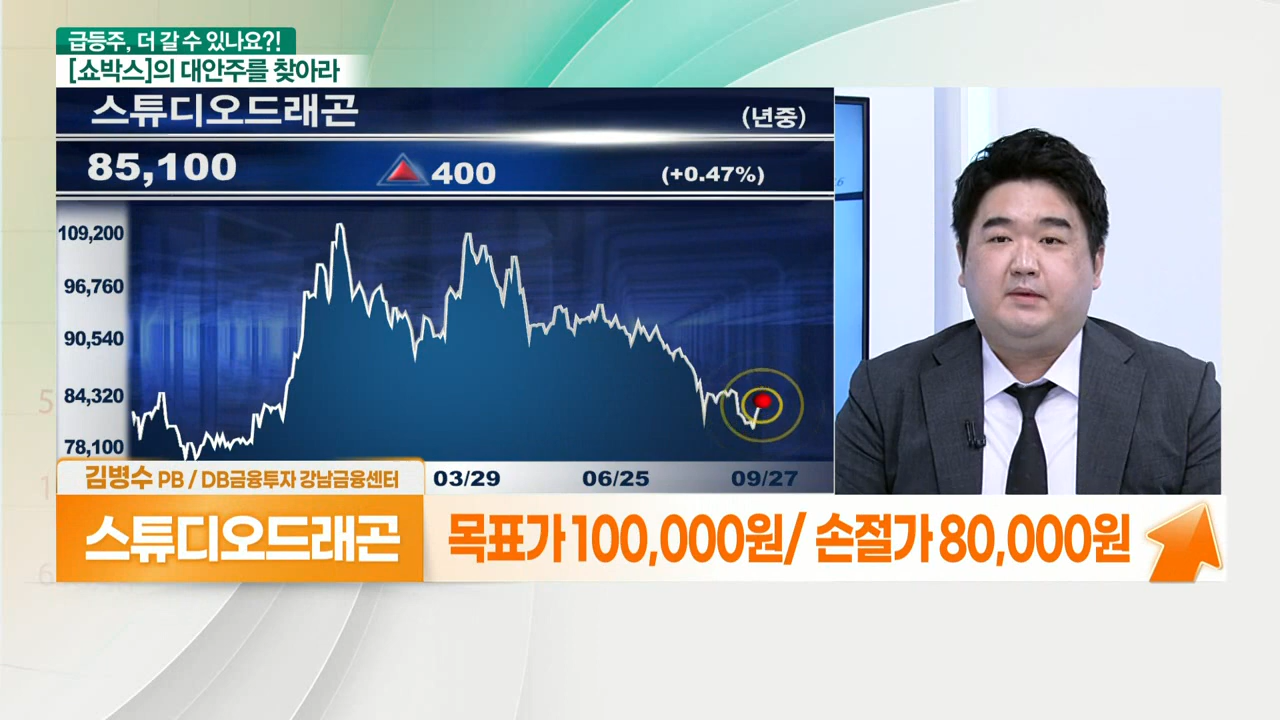 급등주, 더 갈 수 있나요?!
[쇼박스]의 대안주를 찾아라
스튜디오드래곤 (년중)
85,100 ▲ 400 (+0.47%)
109,200
96,760
90,540
84,320
78,100
03/29 06/25 09/27
김병수 PB / DB금융투자 강남금융센터
스튜디오드래곤
목표가 100,000원/ 손절가 80,000원